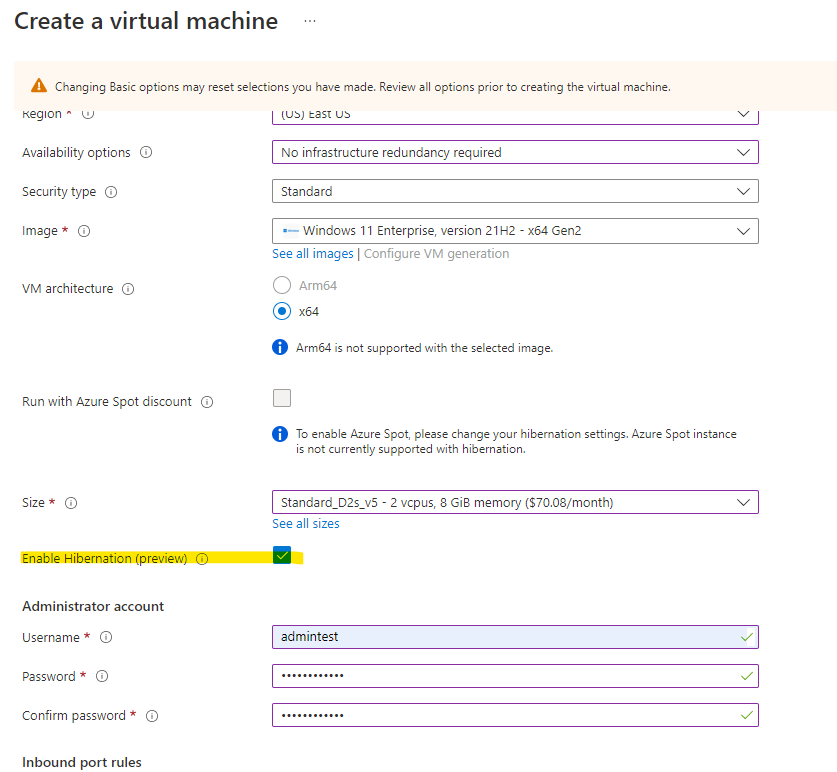 Create a virtual machine ...
Changing Basic options may reset selections you have made. Review all options prior to creating the virtual machine.
Region * (US) East US
Availability options No infrastructure redundancy required
Security type Standard
Image * Windows 11 Enterprise, version 21H2 - x64 Gen2
See all images | Configure VM generation
VM architecture Arm64
x64
Arm64 is not supported with the selected image.
Run with Azure Spot discount
To enable Azure Spot, please change your hibernation settings. Azure Spot instance
is not currently supported with hibernation.
Size * Standard_D2s_v5 - 2 vcpus, 8 GiB memory ($70.08/month)
See all sizes
Enable Hibernation (preview)
Administrator account
Username * admintest
Password * ••••••••••••
Confirm password * ••••••••••••
Inbound port rules